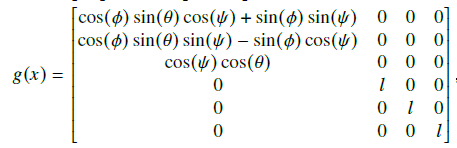 cos(ϕ) sin(θ) cos(ψ) + sin(ϕ) sin(ψ) 0 0 0
cos(ϕ) sin(θ) sin(ψ) − sin(ϕ) cos(ψ) 0 0 0
g(x) = cos(ψ) cos(θ) 0 0 0 ,
0 l 0 0
0 0 l 0
0 0 0 l